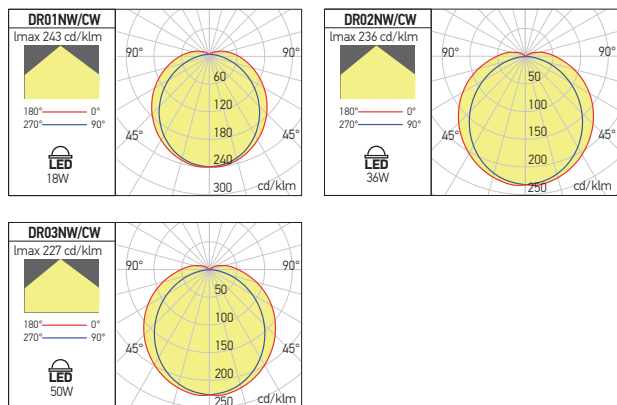 DR01NW/CW
Imax 243 cd/klm
180° 0°
270° 90°
LED
18W
90° 90°
60
120
45° 180 45°
240
300 cd/klm
DR02NW/CW
Imax 236 cd/klm
180° 0°
270° 90°
LED
36W
90° 90°
50
100
45° 150 45°
200
250 cd/klm
DR03NW/CW
Imax 227 cd/klm
180° 0°
270° 90°
LED
50W
90° 90°
50
100
45° 150 45°
200
250 cd/klm